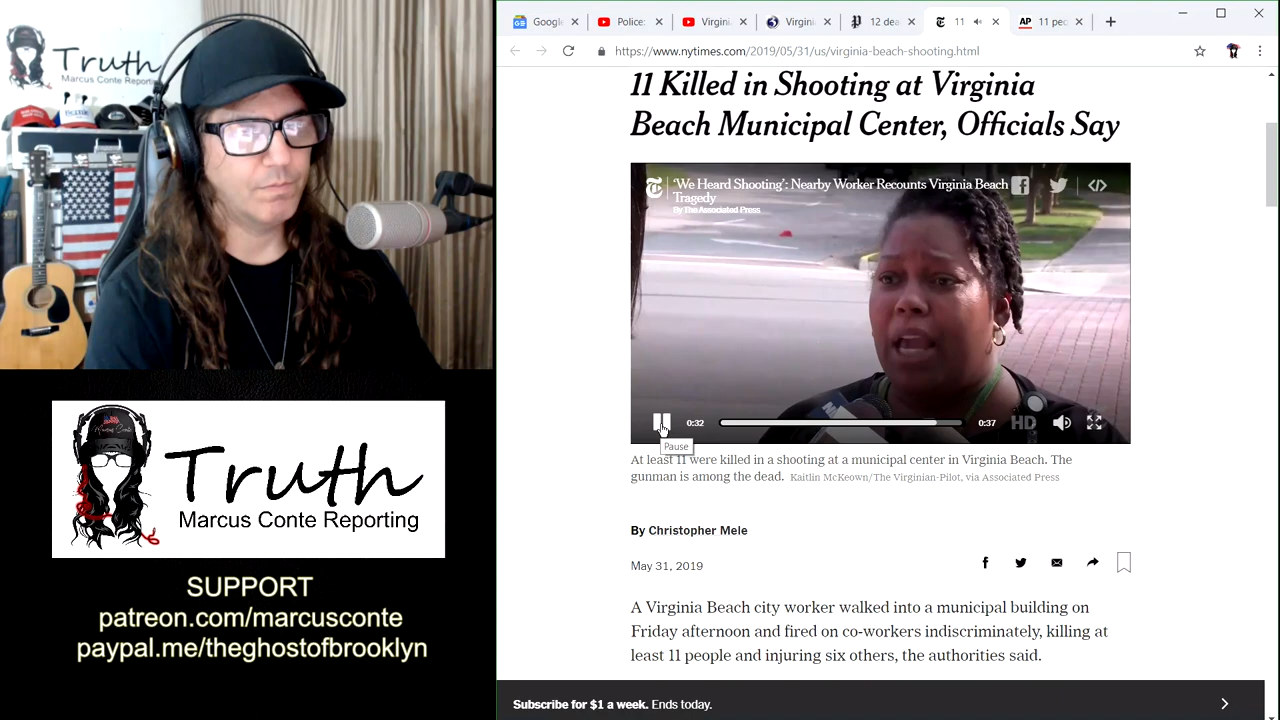 Truth
Marcus Conte Reporting
Truth
Marcus Conte Reporting
SUPPORT
patreon.com/marcusconte
paypal.me/theghostofbrooklyn
Google
Police:
Virgini
Virgini
12 dea
11
AP 11 peo
https://www.nytimes.com/2019/05/31/us/virginia-beach-shooting.html
11 Killed in Shooting at Virginia
Beach Municipal Center, Officials Say
'We Heard Shooting': Nearby Worker Recounts Virginia Beach
Tragedy
By The Associated Press
0:32
0:37
HD
Pause
At least 11 were killed in a shooting at a municipal center in Virginia Beach. The
gunman is among the dead. Kaitlin McKeown/The Virginian-Pilot, via Associated Press
By Christopher Mele
May 31, 2019
A Virginia Beach city worker walked into a municipal building on
Friday afternoon and fired on co-workers indiscriminately, killing at
least 11 people and injuring six others, the authorities said.
Subscribe for $1 a week. Ends today.